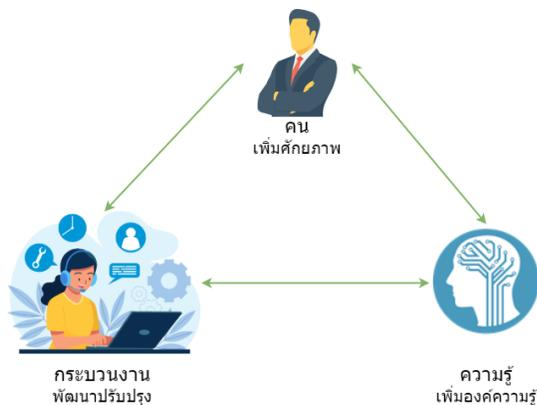 คน
เพิ่มศักยภาพ
กระบวนงาน
พัฒนาปรับปรุง
ความรู้
เพิ่มองค์ความรู้